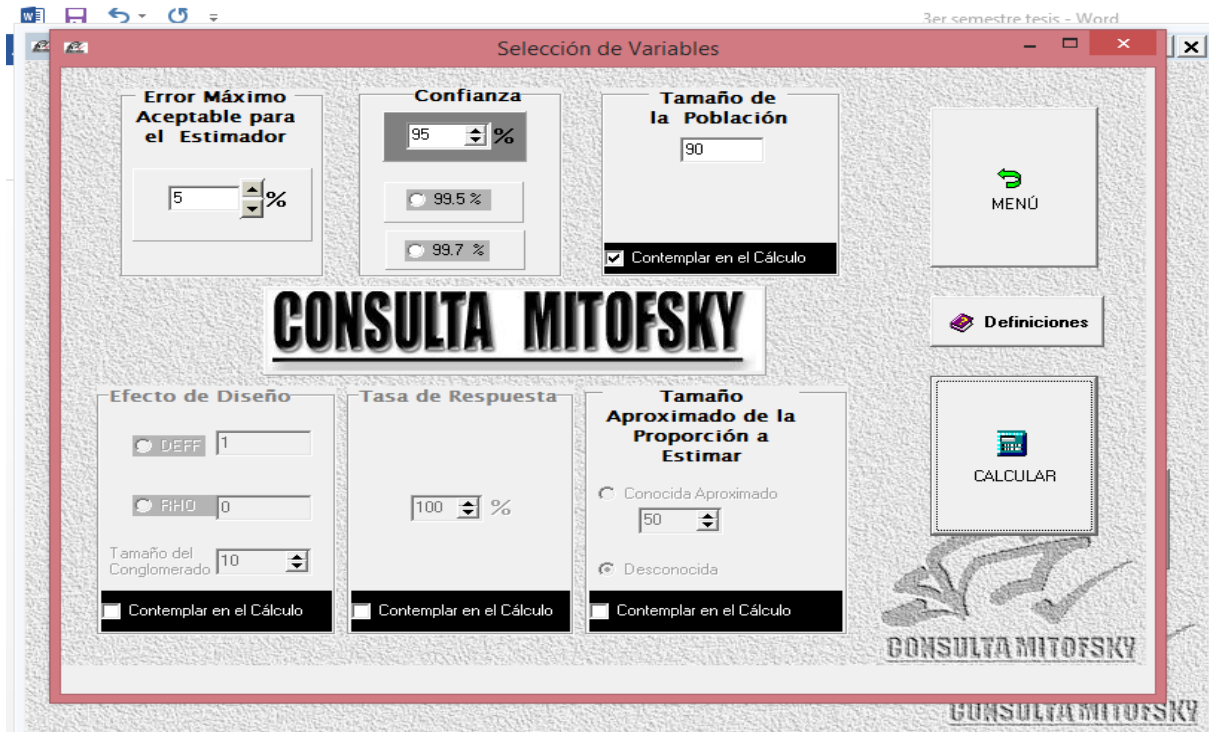 3er semestre tesis - Word
Selección de Variables
Error Máximo
Aceptable para
el Estimador
5 %
Confianza
95 %
99.5 %
99.7 %
Tamaño de
la Población
90
Contemplar en el Cálculo
MENÚ
CONSULTA MITOFSKY
Definiciones
Efecto de Diseño
DEFF 1
RHO 0
Tamaño del
Conglomerado 10
Contemplar en el Cálculo
Tasa de Respuesta
100 %
Contemplar en el Cálculo
Tamaño
Aproximado de la
Proporción a
Estimar
Conocida Aproximado
50
Desconocida
Contemplar en el Cálculo
CALCULAR
CONSULTA MITOFSKY
CONSULTA MITOFSKY